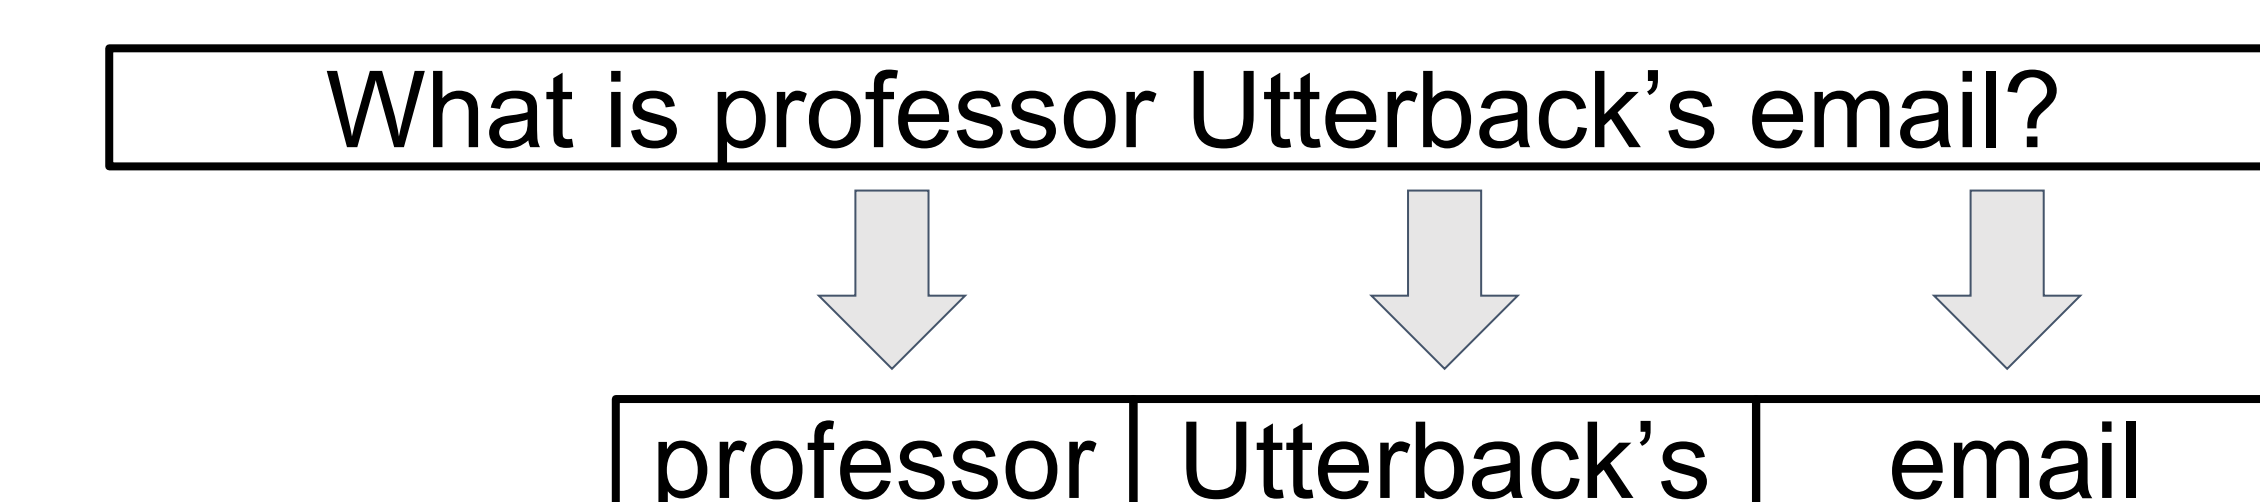 What is professor Utterback’s email?
professor Utterback’s email